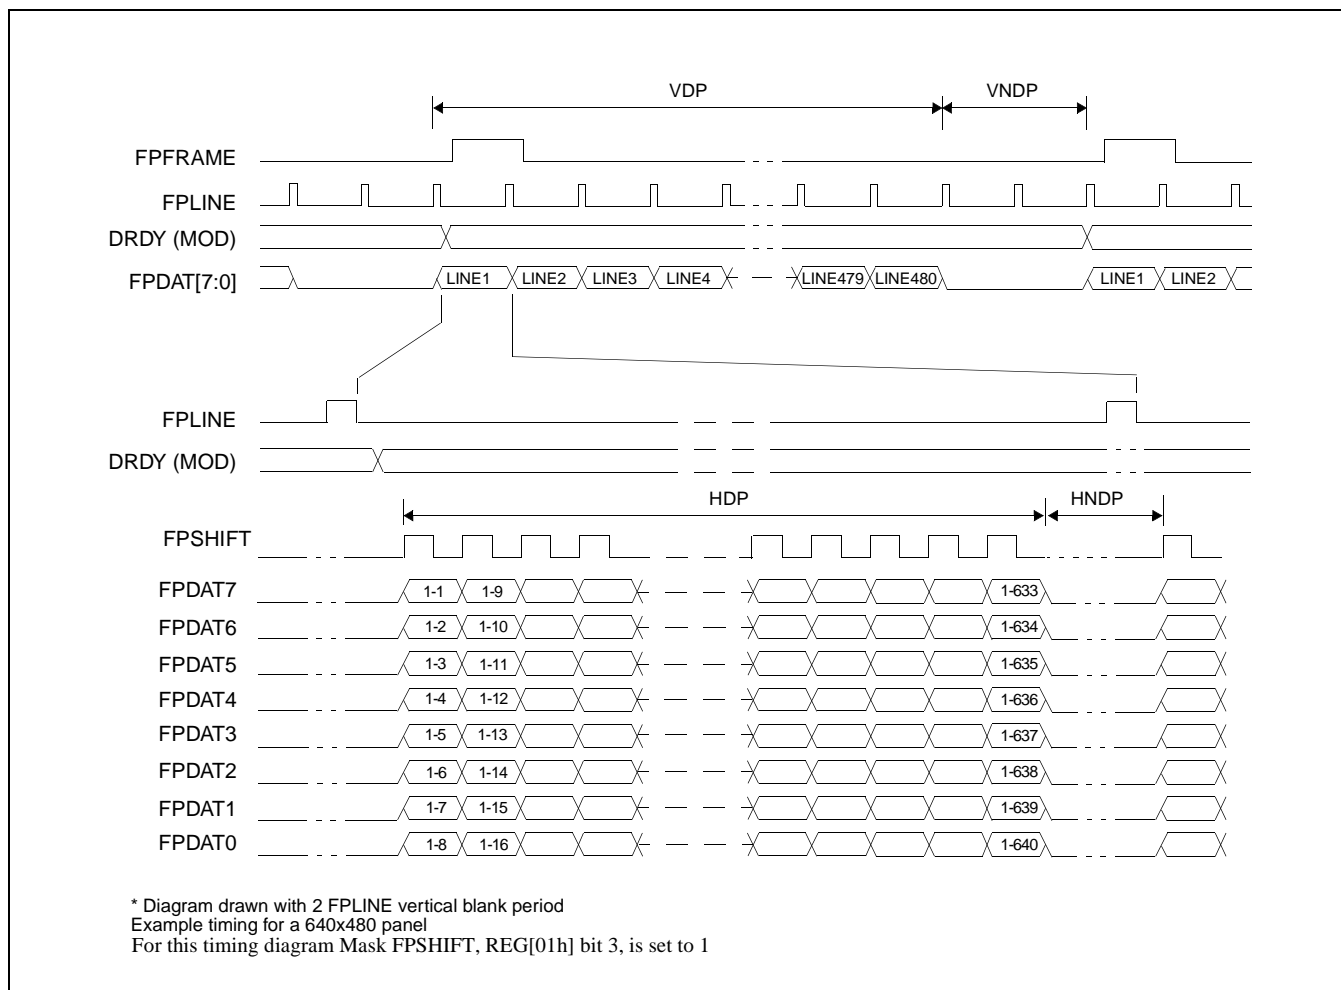 VDP VNDP
FPFRAME
FPLINE
DRDY (MOD)
FPDAT[7:0] LINE1 LINE2 LINE3 LINE4 LINE479 LINE480 LINE1 LINE2
FPLINE
DRDY (MOD)
HDP HNDP
FPSHIFT
FPDAT7 1-1 1-9 1-633
FPDAT6 1-2 1-10 1-634
FPDAT5 1-3 1-11 1-635
FPDAT4 1-4 1-12 1-636
FPDAT3 1-5 1-13 1-637
FPDAT2 1-6 1-14 1-638
FPDAT1 1-7 1-15 1-639
FPDAT0 1-8 1-16 1-640
* Diagram drawn with 2 FPLINE vertical blank period
Example timing for a 640x480 panel
For this timing diagram Mask FPSHIFT, REG[01h] bit 3, is set to 1